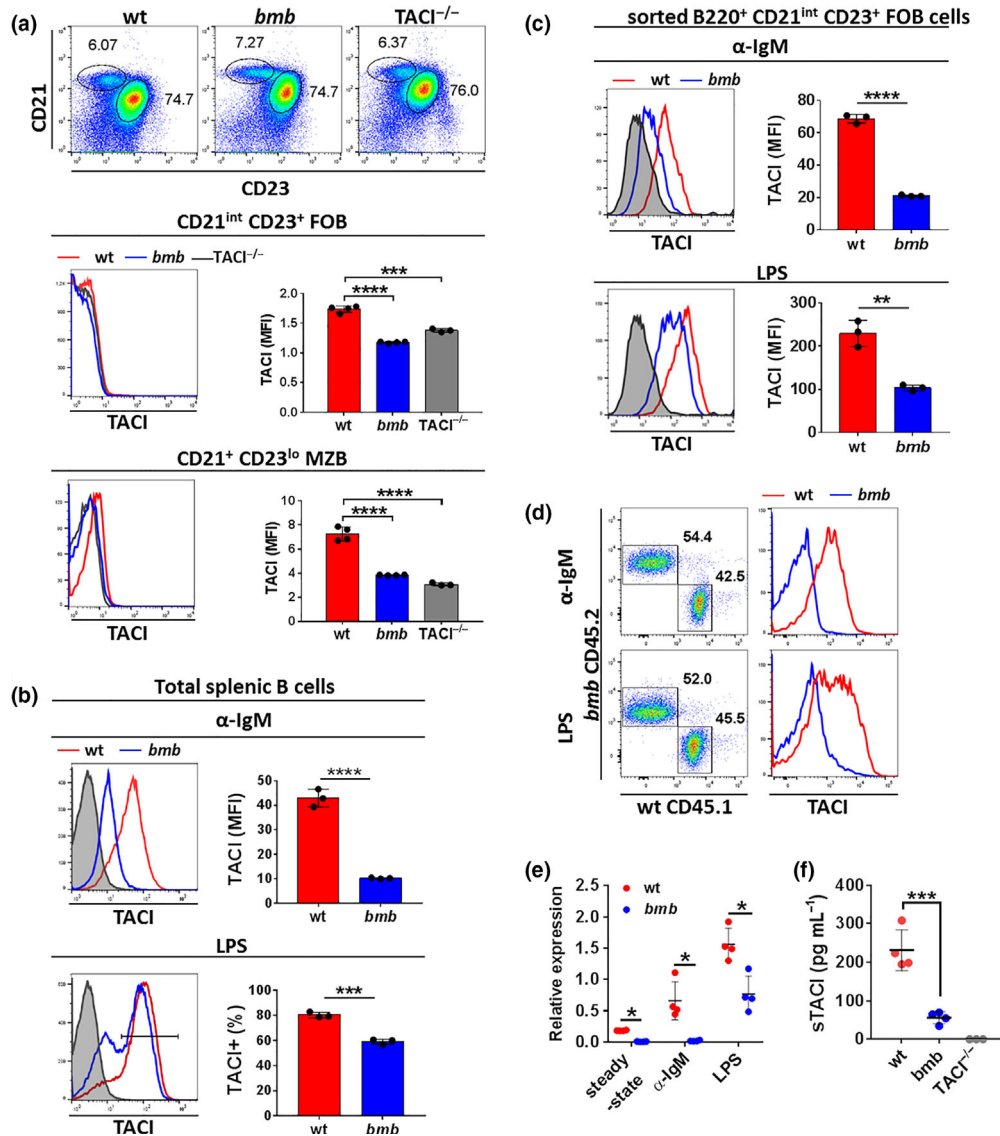 (a)
wt bmb TACI−/−
6.07 7.27 6.37
74.7 74.7 76.0
CD21
CD23
CD21int CD23+ FOB
wt bmb TACI−/−
TACI
TACI (MFI)
2.0
1.5
1.0
0.5
0.0
*** 
****
wt bmb TACI−/−
CD21+ CD23lo MZB
TACI
TACI (MFI)
10
8
6
4
2
0
****
****
wt bmb TACI−/−
(b)
Total splenic B cells
α-IgM
wt bmb
TACI
TACI (MFI)
50
40
30
20
10
0
****
wt bmb
LPS
TACI
TACI+ (%)
100
80
60
40
20
0
***
wt bmb
(c)
sorted B220+ CD21int CD23+ FOB cells
α-IgM
wt bmb
TACI
TACI (MFI)
80
60
40
20
0
****
wt bmb
LPS
TACI
TACI (MFI)
300
200
100
0
**
wt bmb
(d)
wt bmb
α-IgM
54.4
42.5
LPS
52.0
45.5
bmb CD45.2
wt CD45.1
TACI
(e)
wt
bmb
Relative expression
2.5
2.0
1.5
1.0
0.5
0.0
* * *
steady
-state
α-IgM
LPS
(f)
sTACI (pg mL−1)
400
300
200
100
0
***
wt
bmb
TACI−/−